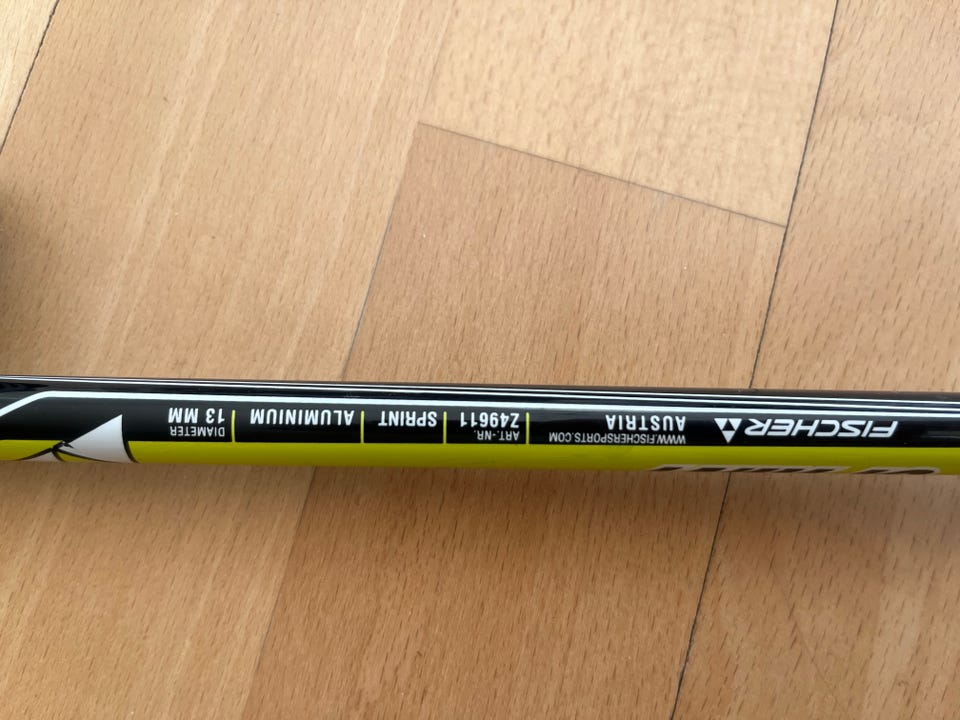 FISCHER
WWW.FISCHERSPORTS.COM
AUSTRIA
ART.-NR.
Z49611
SPRINT
ALUMINIUM
DIAMETER
13 MM